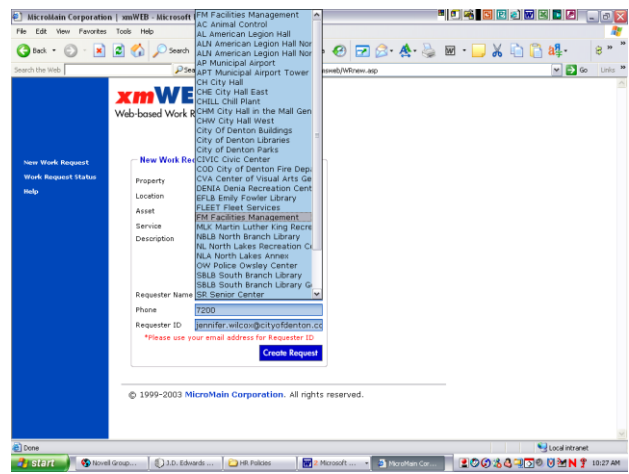 MicroMain Corporation | xmWEB - Microsoft
File Edit View Favorites Tools Help
Back Search
Search the Web
asweb/WRnew.asp
Go Links
xmWE
Web-based Work R
New Work Request
Work Request Status
Help
New Work Req
Property
Location
Asset
Service
Description
FM Facilities Management
AC Animal Control
AL American Legion Hall
ALN American Legion Hall Nor
ALN American Legion Hall Nor
AP Municipal Airport
APT Municipal Airport Tower
CH City Hall
CHE City Hall East
CHILL Chill Plant
CHM City Hall in the Mall Gen
CHW City Hall West
City Of Denton Buildings
City of Denton Libraries
City of Denton Parks
CIVIC Civic Center
COD City of Denton Fire Depa
CVA Center of Visual Arts Ge
DENIA Denia Recreation Cent
EFLB Emily Fowler Library
FLEET Fleet Services
FM Facilities Management
MLK Martin Luther King Recre
NBLB North Branch Library
NL North Lakes Recreation Ce
NLA North Lakes Annex
OW Police Owsley Center
SBLB South Branch Library
SBLB South Branch Library G
SR Senior Center
Requester Name
Phone 7200
Requester ID jennifer.wilcox@cityofdenton.co
*Please use your email address for Requester ID
Create Request
© 1999-2003 MicroMain Corporation. All rights reserved.
Done
Local intranet
start
Novell Group...
J.D. Edwards ...
HR Policies
Microsoft ...
MicroMain Cor...
10:27 AM